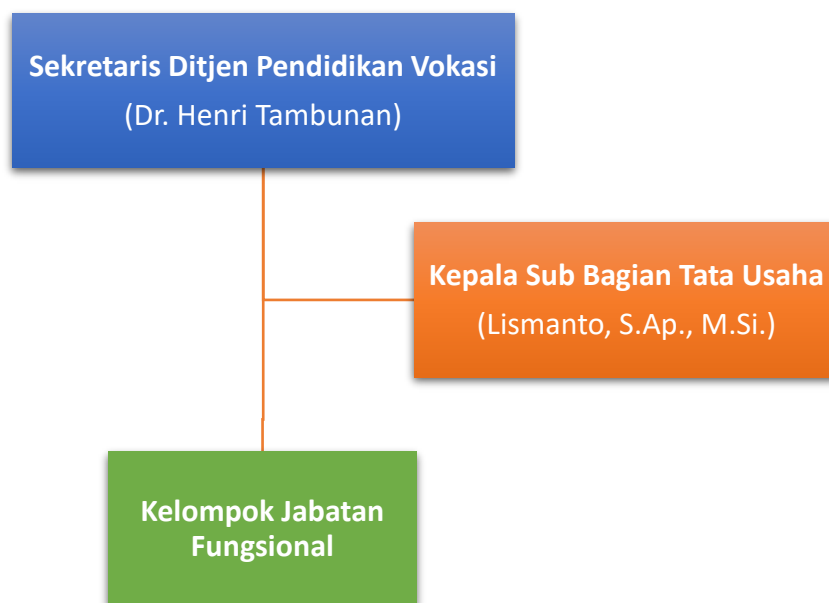 Sekretaris Ditjen Pendidikan Vokasi
(Dr. Henri Tambunan)
Kepala Sub Bagian Tata Usaha
(Lismanto, S.Ap., M.Si.)
Kelompok Jabatan
Fungsional